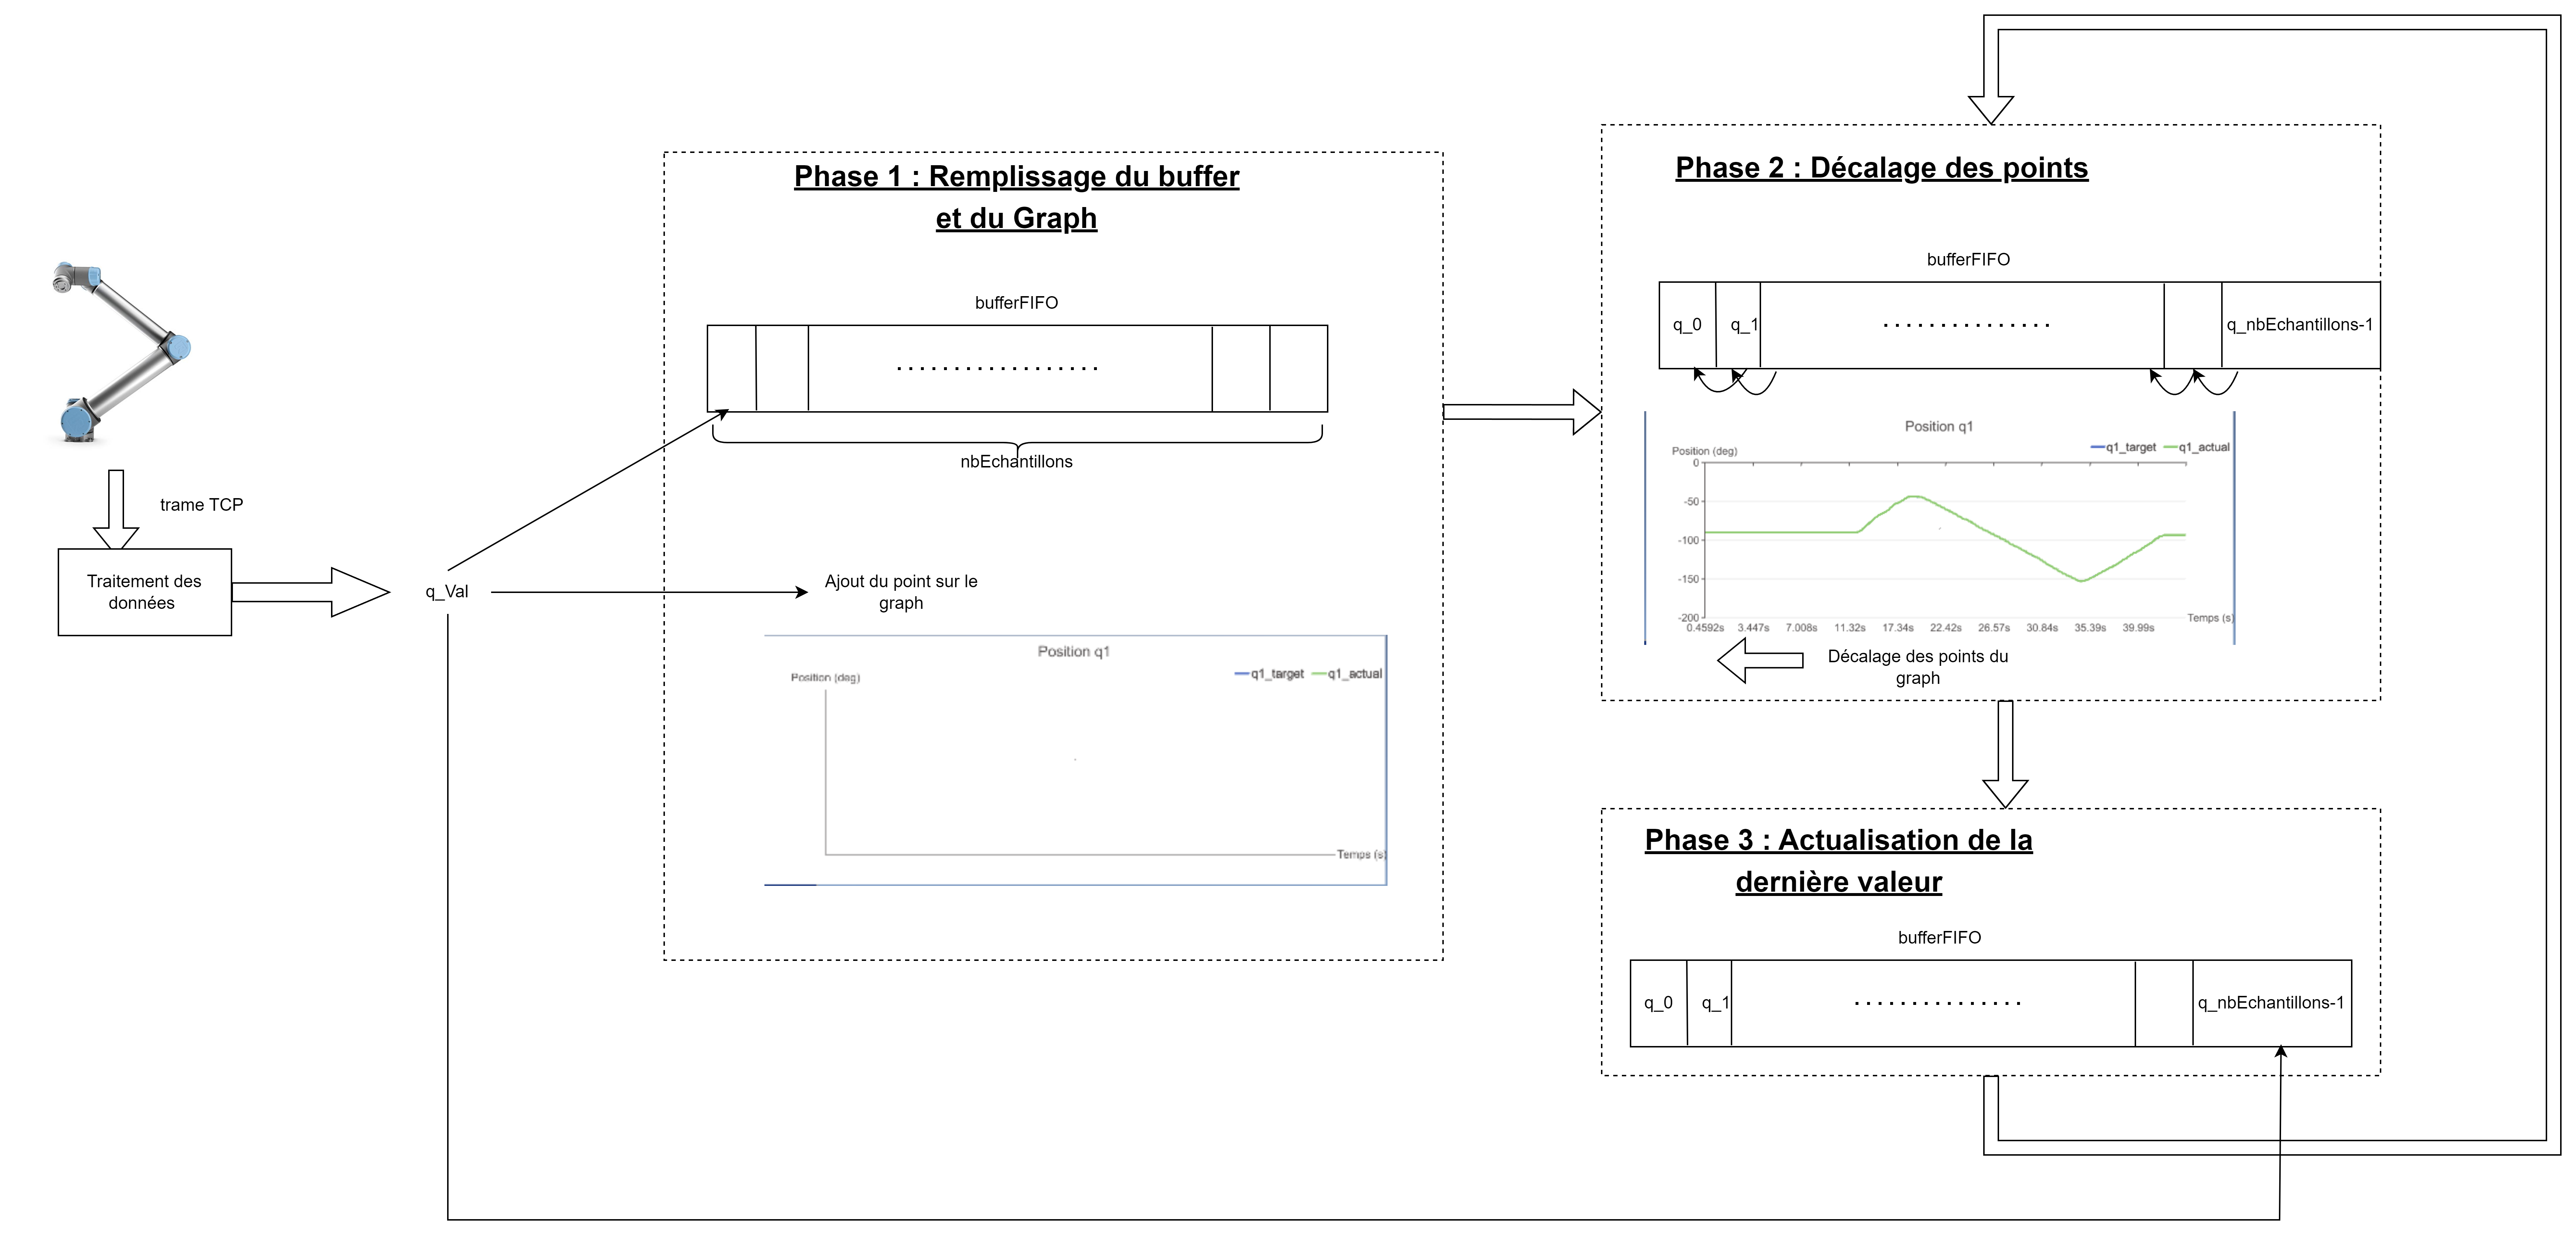 trame TCP
Traitement des
données
q_Val
Phase 1 : Remplissage du buffer
et du Graph
bufferFIFO
nbEchantillons
Ajout du point sur le
graph
Position q1
q1_target q1_actual
Position (deg)
Temps (s)
Phase 2 : Décalage des points
bufferFIFO
q_0 q_1 q_nbEchantillons-1
Position q1
q1_target q1_actual
Position (deg)
0
-50
-100
-150
-200
Temps (s)
0.4592s 3.447s 7.008s 11.32s 17.34s 22.42s 26.57s 30.84s 35.39s 39.99s
Décalage des points du
graph
Phase 3 : Actualisation de la
dernière valeur
bufferFIFO
q_0 q_1 q_nbEchantillons-1